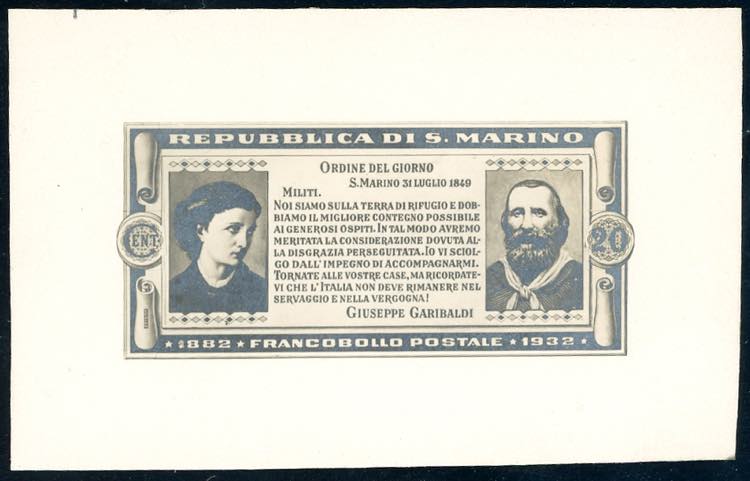 REPUBBLICA DI S. MARINO
ORDINE DEL GIORNO
S. MARINO 31 LUGLIO 1849
MILITI.
NOI SIAMO SULLA TERRA DI RIFUGIO E DOB-
BIAMO IL MIGLIORE CONTEGNO POSSIBILE
AI GENEROSI OSPITI. IN TAL MODO AVREMO
MERITATA LA CONSIDERAZIONE DOVUTA AL-
LA DISGRAZIA PERSEGUITATA. IO VI SCIOL-
GO DALL'IMPEGNO DI ACCOMPAGNARMI.
TORNATE ALLE VOSTRE CASE, MA RICORDATE-
VI CHE L'ITALIA NON DEVE RIMANERE NEL
SERVAGGIO E NELLA VERGOGNA!
GIUSEPPE GARIBALDI
CENT.
20
★ 1882 ★ FRANCOBOLLO POSTALE ★ 1932 ★